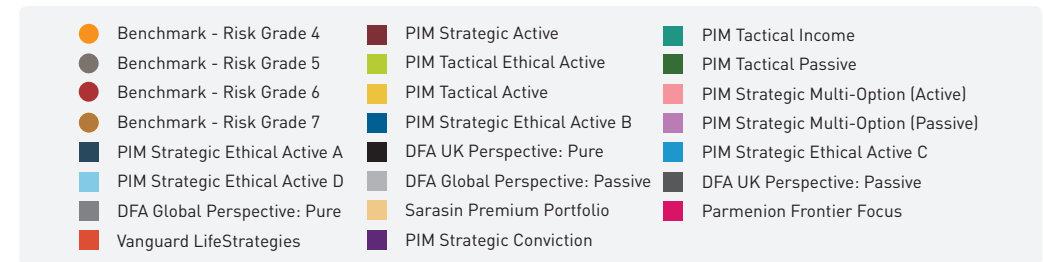 Benchmark - Risk Grade 4
Benchmark - Risk Grade 5
Benchmark - Risk Grade 6
Benchmark - Risk Grade 7
PIM Strategic Ethical Active A
PIM Strategic Ethical Active D
DFA Global Perspective: Pure
Vanguard LifeStrategies
PIM Strategic Active
PIM Tactical Ethical Active
PIM Tactical Active
PIM Strategic Ethical Active B
DFA UK Perspective: Pure
DFA Global Perspective: Passive
Sarasin Premium Portfolio
PIM Strategic Conviction
PIM Tactical Income
PIM Tactical Passive
PIM Strategic Multi-Option (Active)
PIM Strategic Multi-Option (Passive)
PIM Strategic Ethical Active C
DFA UK Perspective: Passive
Parmenion Frontier Focus